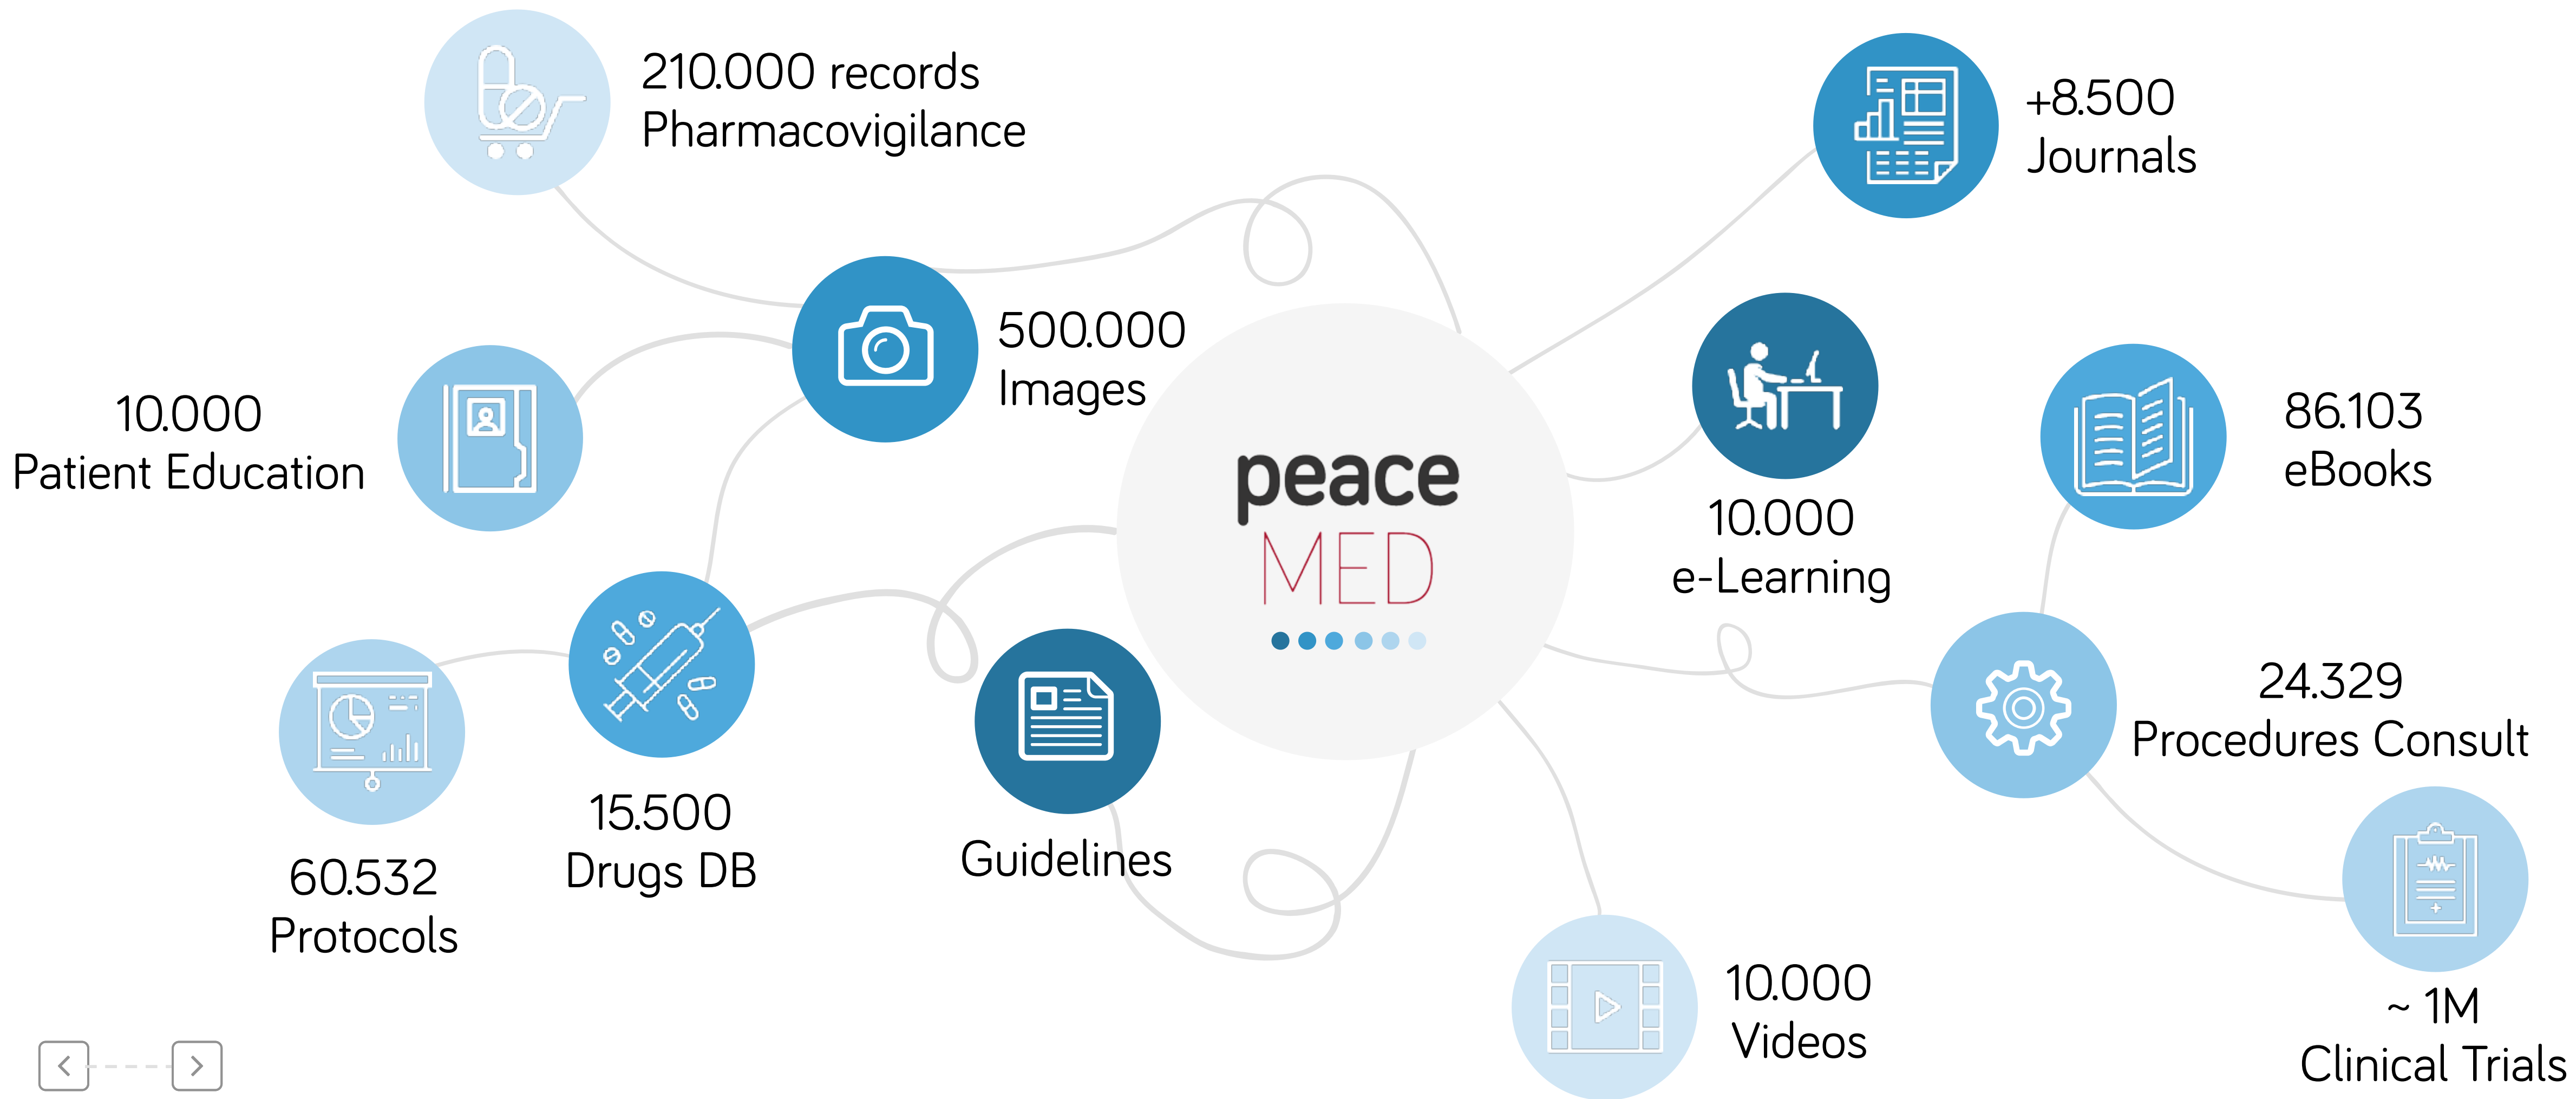 210.000 records
Pharmacovigilance
+8.500
Journals
500.000
Images
10.000
Patient Education
peace
MED
10.000
e-Learning
86.103
eBooks
15.500
Drugs DB
60.532
Protocols
Guidelines
24.329
Procedures Consult
10.000
Videos
~ 1M
Clinical Trials